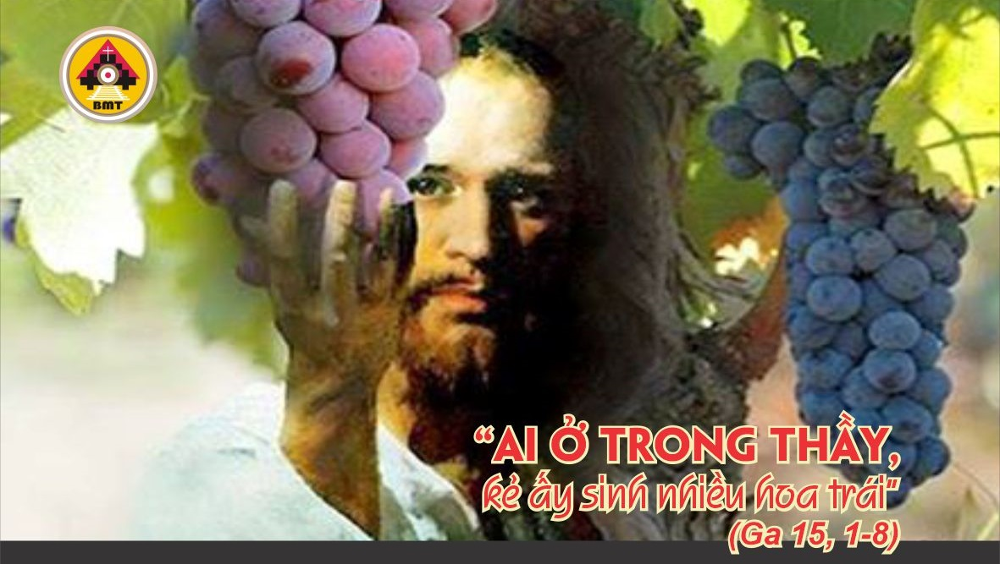 BMT
“AI Ở TRONG THẦY,
kẻ ấy sinh nhiều hoa trái”
(Ga 15, 1-8)